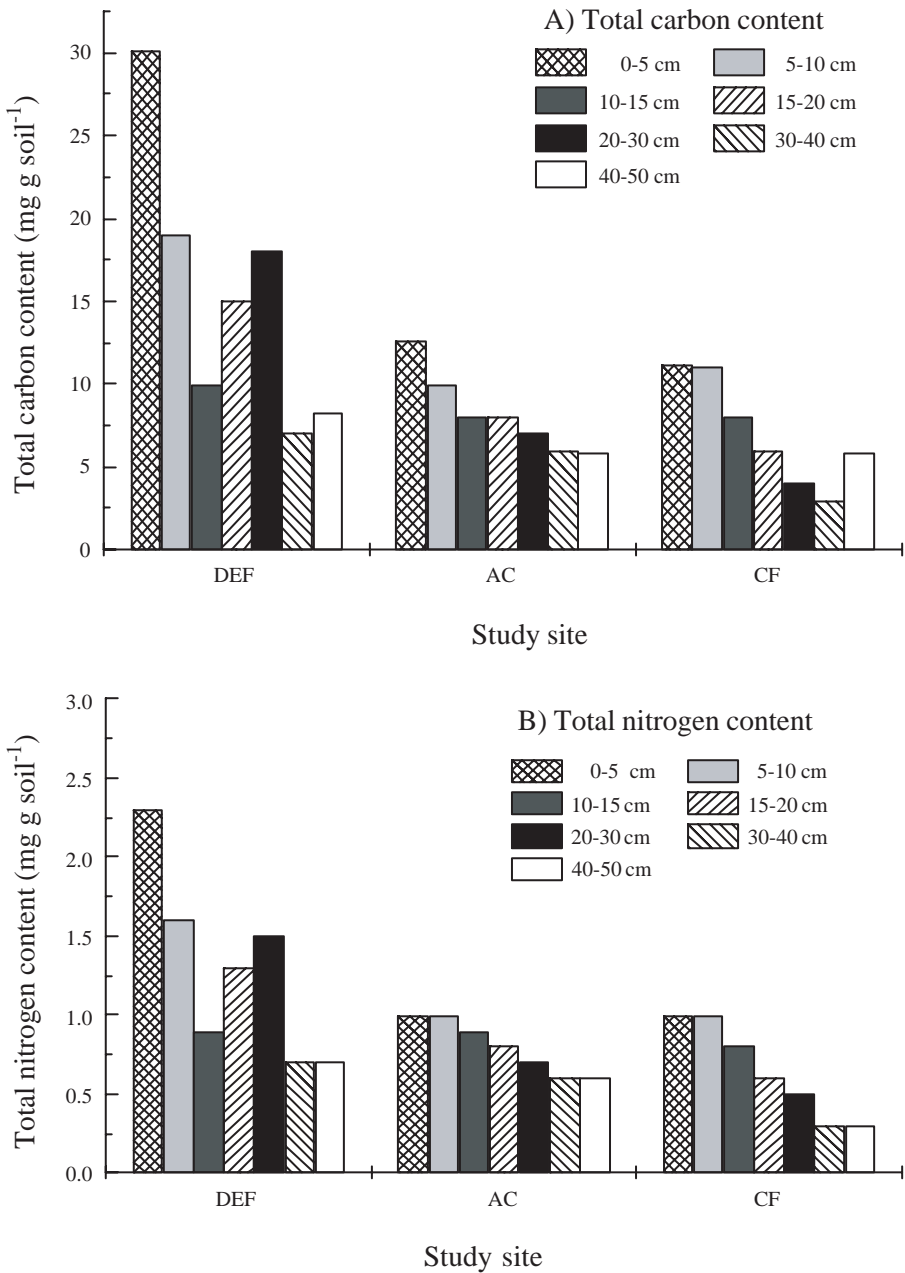 A) Total carbon content
0-5 cm 5-10 cm
10-15 cm 15-20 cm
20-30 cm 30-40 cm
40-50 cm
Total carbon content (mg g soil-1)
30
25
20
15
10
5
0
DEF AC CF
Study site
B) Total nitrogen content
0-5 cm 5-10 cm
10-15 cm 15-20 cm
20-30 cm 30-40 cm
40-50 cm
Total nitrogen content (mg g soil-1)
3.0
2.5
2.0
1.5
1.0
0.5
0.0
DEF AC CF
Study site